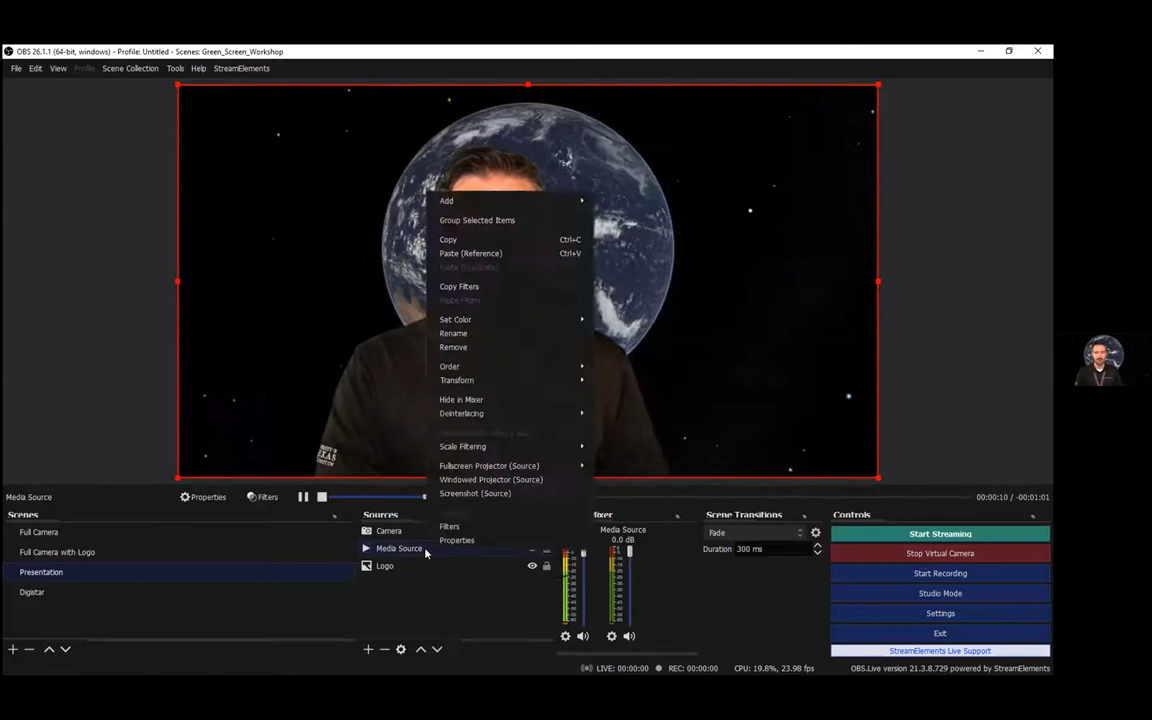 OBS 26.1.1 (64-bit, windows) - Profile: Untitled - Scenes: Green_Screen_Workshop
File Edit View Profile Scene Collection Tools Help StreamElements
Add
Group Selected Items
Copy Ctrl+C
Paste (Reference) Ctrl+V
Paste (Duplicate)
Copy Filters
Paste Filters
Set Color
Rename
Remove
Order
Transform
Hide in Mixer
Deinterlacing
Scale Filtering
Fullscreen Projector (Source)
Windowed Projector (Source)
Screenshot (Source)
Filters
Properties
TEXAS
Media Source Properties Filters 00:00:10 / -00:01:01
Scenes Sources Mixer Scene Transitions Controls
Full Camera
Full Camera with Logo
Presentation
Digistar
Camera
Media Source
Logo
Media Source
0.0 dB
Fade
Duration 300 ms
Start Streaming
Stop Virtual Camera
Start Recording
Studio Mode
Settings
Exit
StreamElements Live Support
LIVE: 00:00:00 REC: 00:00:00 CPU: 19.8%, 23.98 fps OBS.Live version 21.3.8.729 powered by StreamElements